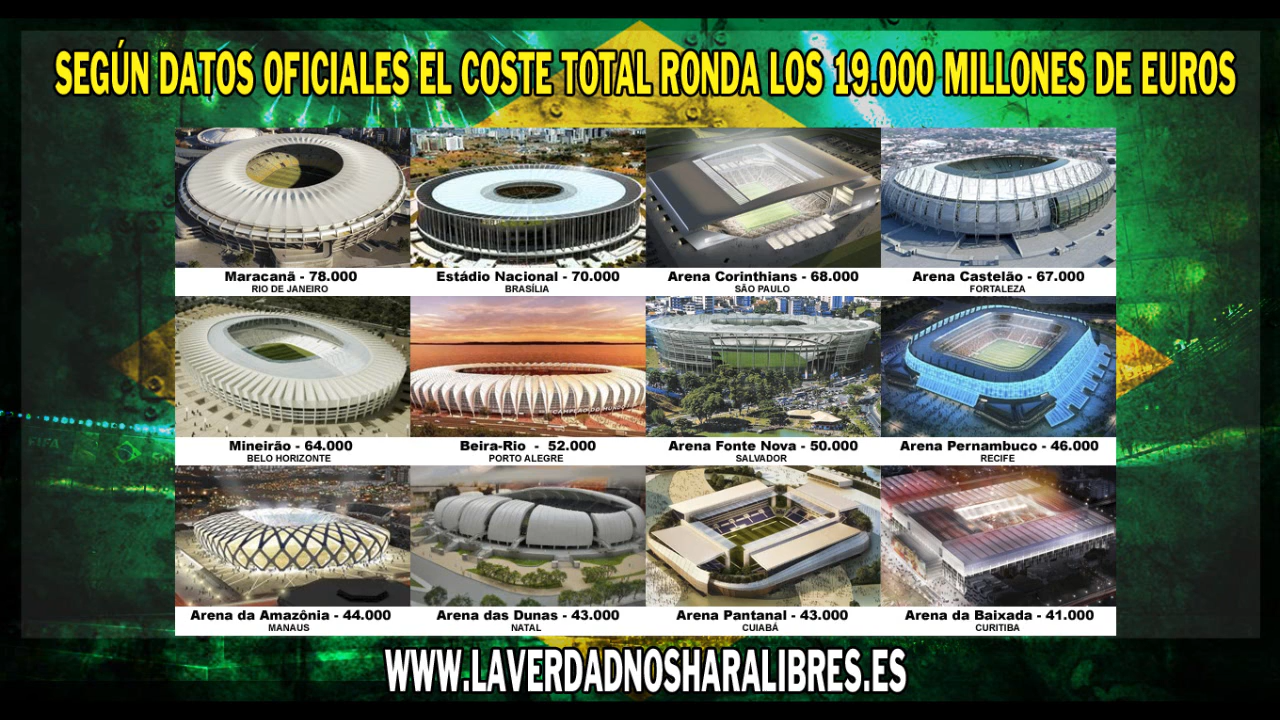 SEGÚN DATOS OFICIALES EL COSTE TOTAL RONDA LOS 19.000 MILLONES DE EUROS
Maracanã - 78.000
RIO DE JANEIRO
Estádio Nacional - 70.000
BRASÍLIA
Arena Corinthians - 68.000
SÃO PAULO
Arena Castelão - 67.000
FORTALEZA
Mineirão - 64.000
BELO HORIZONTE
Beira-Rio - 52.000
PORTO ALEGRE
Arena Fonte Nova - 50.000
SALVADOR
Arena Pernambuco - 46.000
RECIFE
Arena da Amazônia - 44.000
MANAUS
Arena das Dunas - 43.000
NATAL
Arena Pantanal - 43.000
CUIABÁ
Arena da Baixada - 41.000
CURITIBA
FIFA
WWW.LAVERDADNOSHARALIBRES.ES